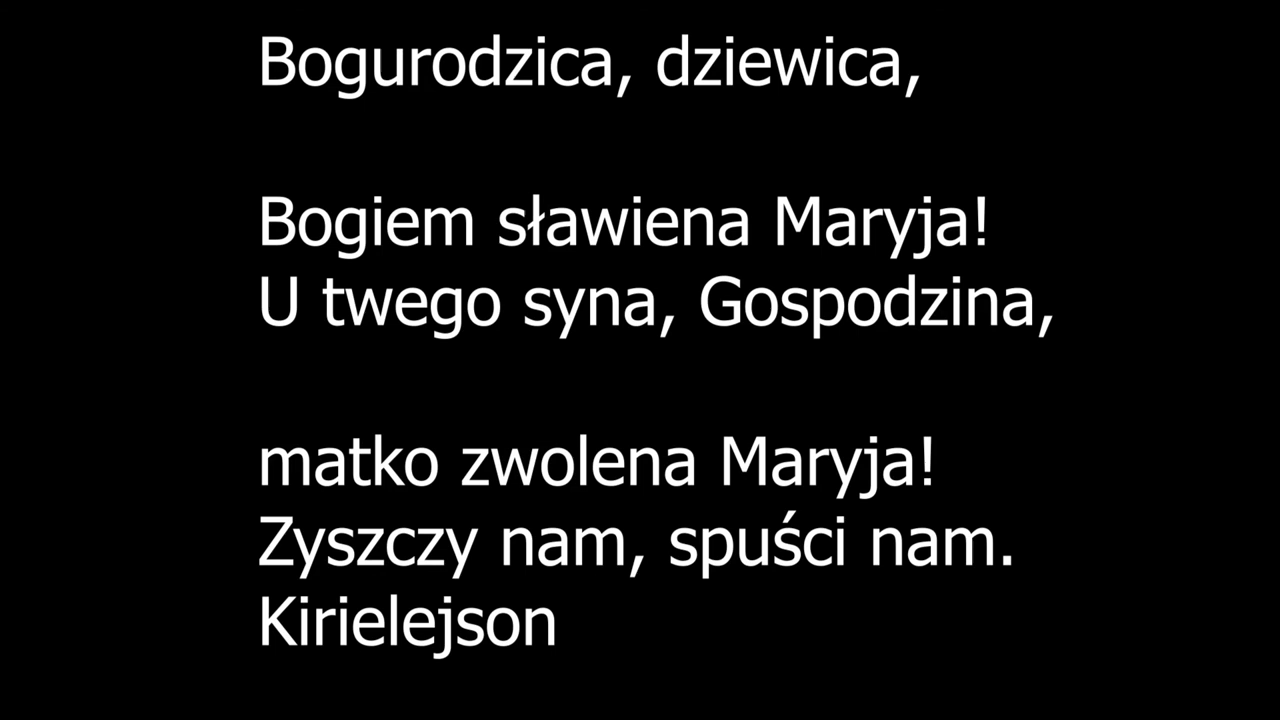 Bogurodzica, dziewica,
Bogiem sławiena Maryja!
U twego syna, Gospodzina,
matko zwolena Maryja!
Zyszczy nam, spuści nam.
Kirielejson